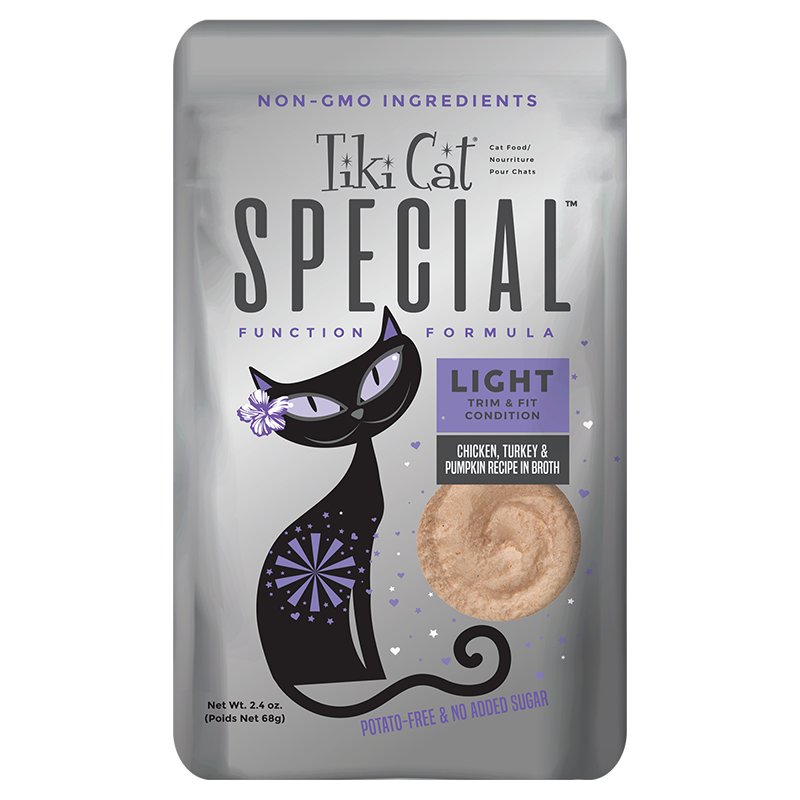 NON-GMO INGREDIENTS
Tiki Cat®
Cat Food/
Nourriture
Pour Chats
SPECIAL™
FUNCTION FORMULA
LIGHT
TRIM & FIT
CONDITION
CHICKEN, TURKEY &
PUMPKIN RECIPE IN BROTH
Net Wt. 2.4 oz.
(Poids Net 68g)
POTATO-FREE & NO ADDED SUGAR